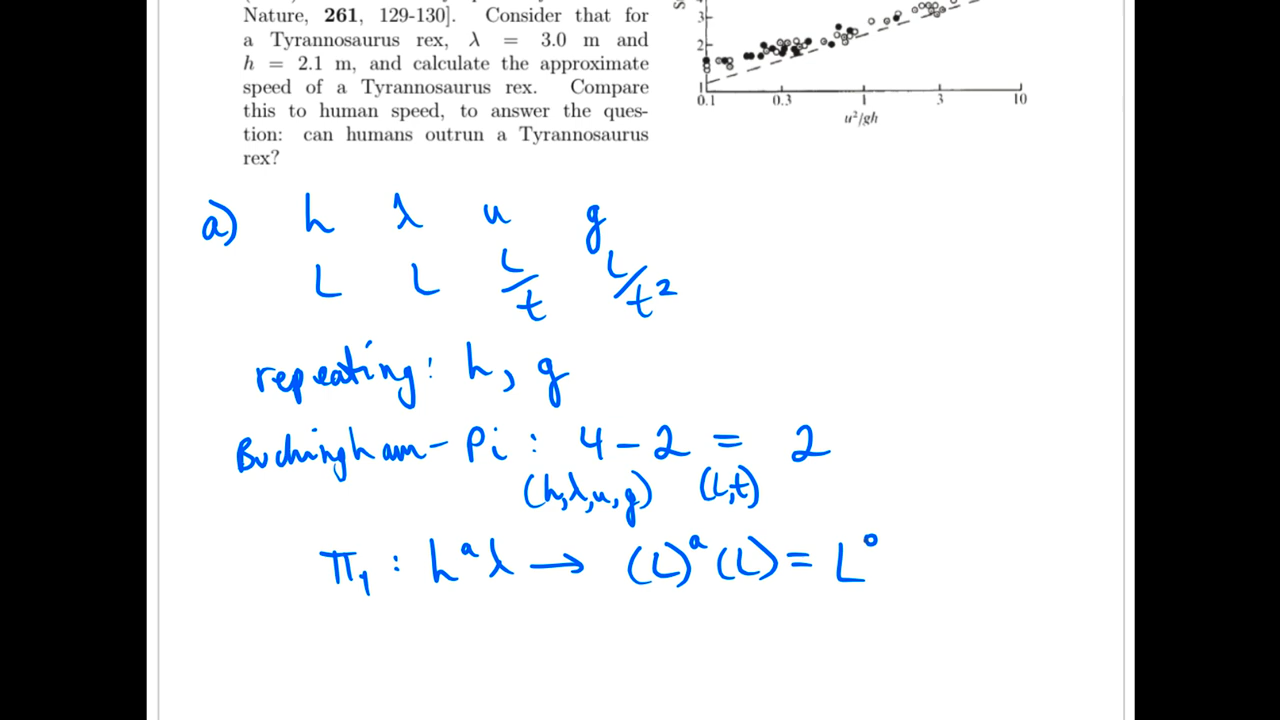 Nature, 261, 129-130]. Consider that for
a Tyrannosaurus rex, λ = 3.0 m and
h = 2.1 m, and calculate the approximate
speed of a Tyrannosaurus rex. Compare
this to human speed, to answer the ques-
tion: can humans outrun a Tyrannosaurus
rex?
3
2
1
0.1 0.3 1 3 10
u²/gh
a) h λ u g
L L L/t L/t²
repeating: h, g
Buckingham - Pi : 4 - 2 = 2
(h,λ,u,g) (L,t)
π₁ : hᵃλ → (L)ᵃ (L) = L⁰